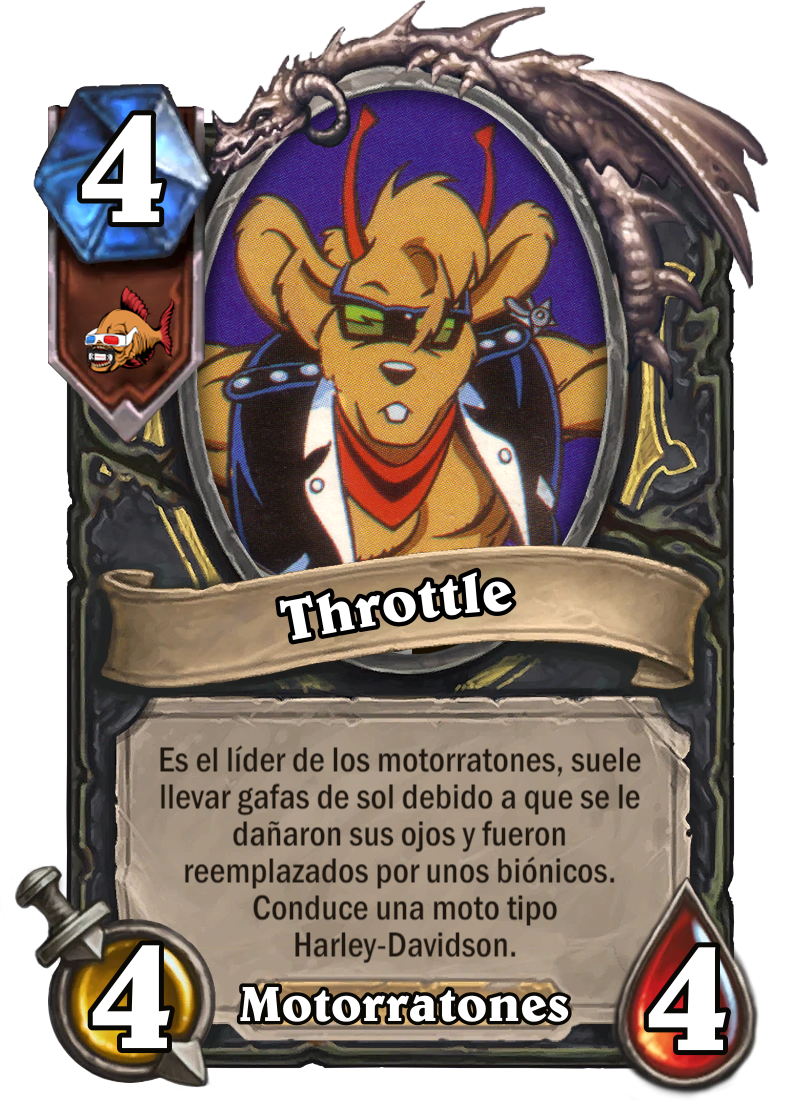 4
Throttle
Es el líder de los motorratones, suele
llevar gafas de sol debido a que se le
dañaron sus ojos y fueron
reemplazados por unos biónicos.
Conduce una moto tipo
Harley-Davidson.
4
Motorratones
4